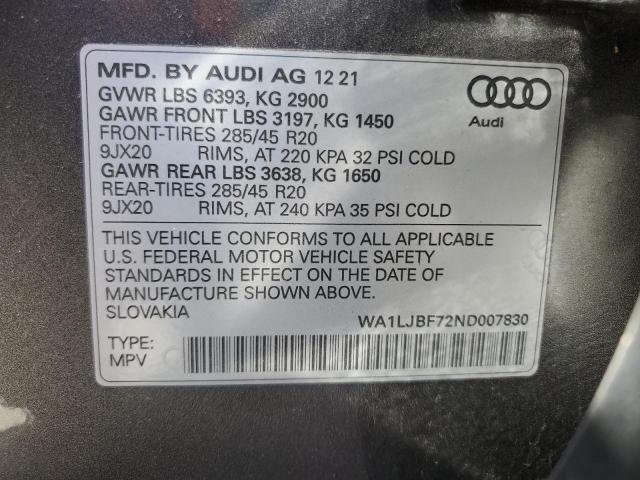 MFD. BY AUDI AG 12 21
GVWR LBS 6393, KG 2900
GAWR FRONT LBS 3197, KG 1450
FRONT-TIRES 285/45 R20
9JX20 RIMS, AT 220 KPA 32 PSI COLD
GAWR REAR LBS 3638, KG 1650
REAR-TIRES 285/45 R20
9JX20 RIMS, AT 240 KPA 35 PSI COLD
Audi
THIS VEHICLE CONFORMS TO ALL APPLICABLE
U.S. FEDERAL MOTOR VEHICLE SAFETY
STANDARDS IN EFFECT ON THE DATE OF
MANUFACTURE SHOWN ABOVE.
SLOVAKIA
WA1LJBF72ND007830
TYPE:
MPV